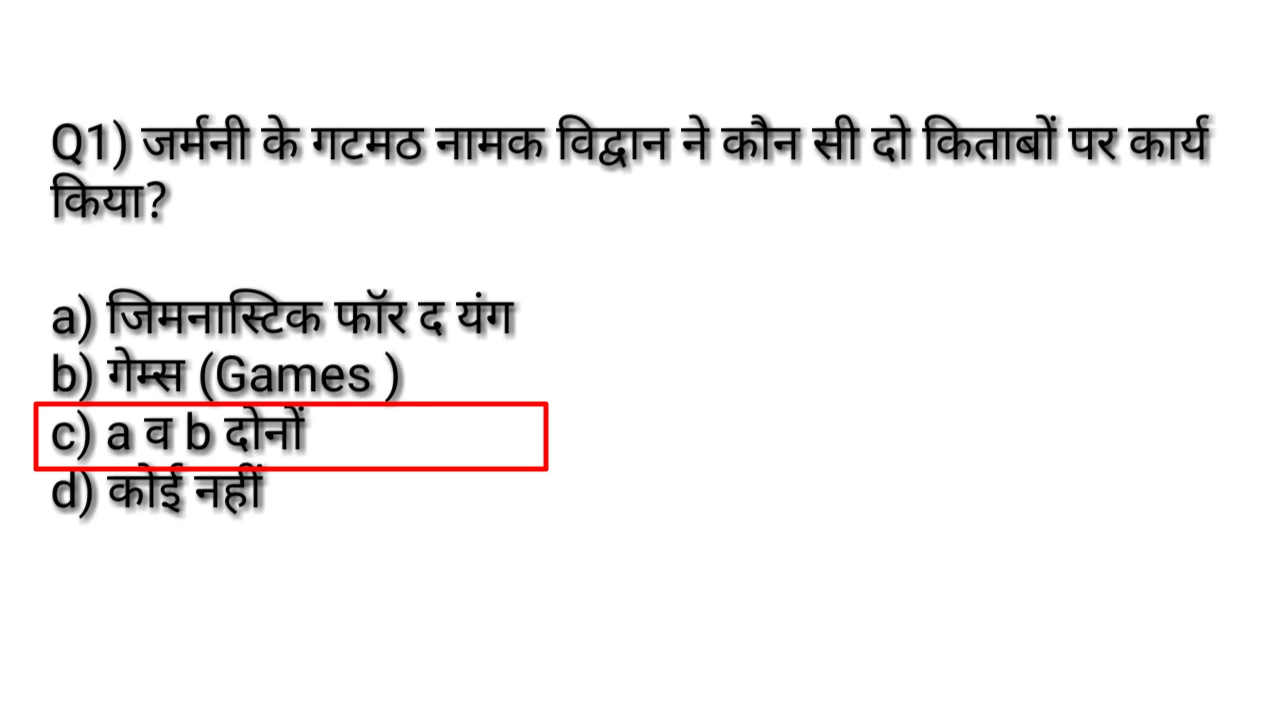 Q1) जर्मनी के गटमठ नामक विद्वान ने कौन सी दो किताबों पर कार्य
किया?
a) जिमनास्टिक फॉर द यंग
b) गेम्स (Games )
c) a व b दोनों
d) कोई नहीं